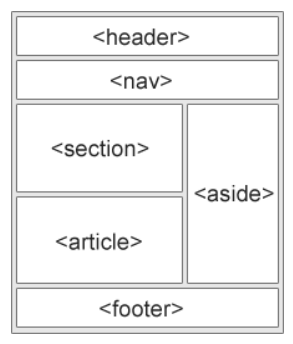 <header>
<nav>
<section>
<aside>
<article>
<footer>